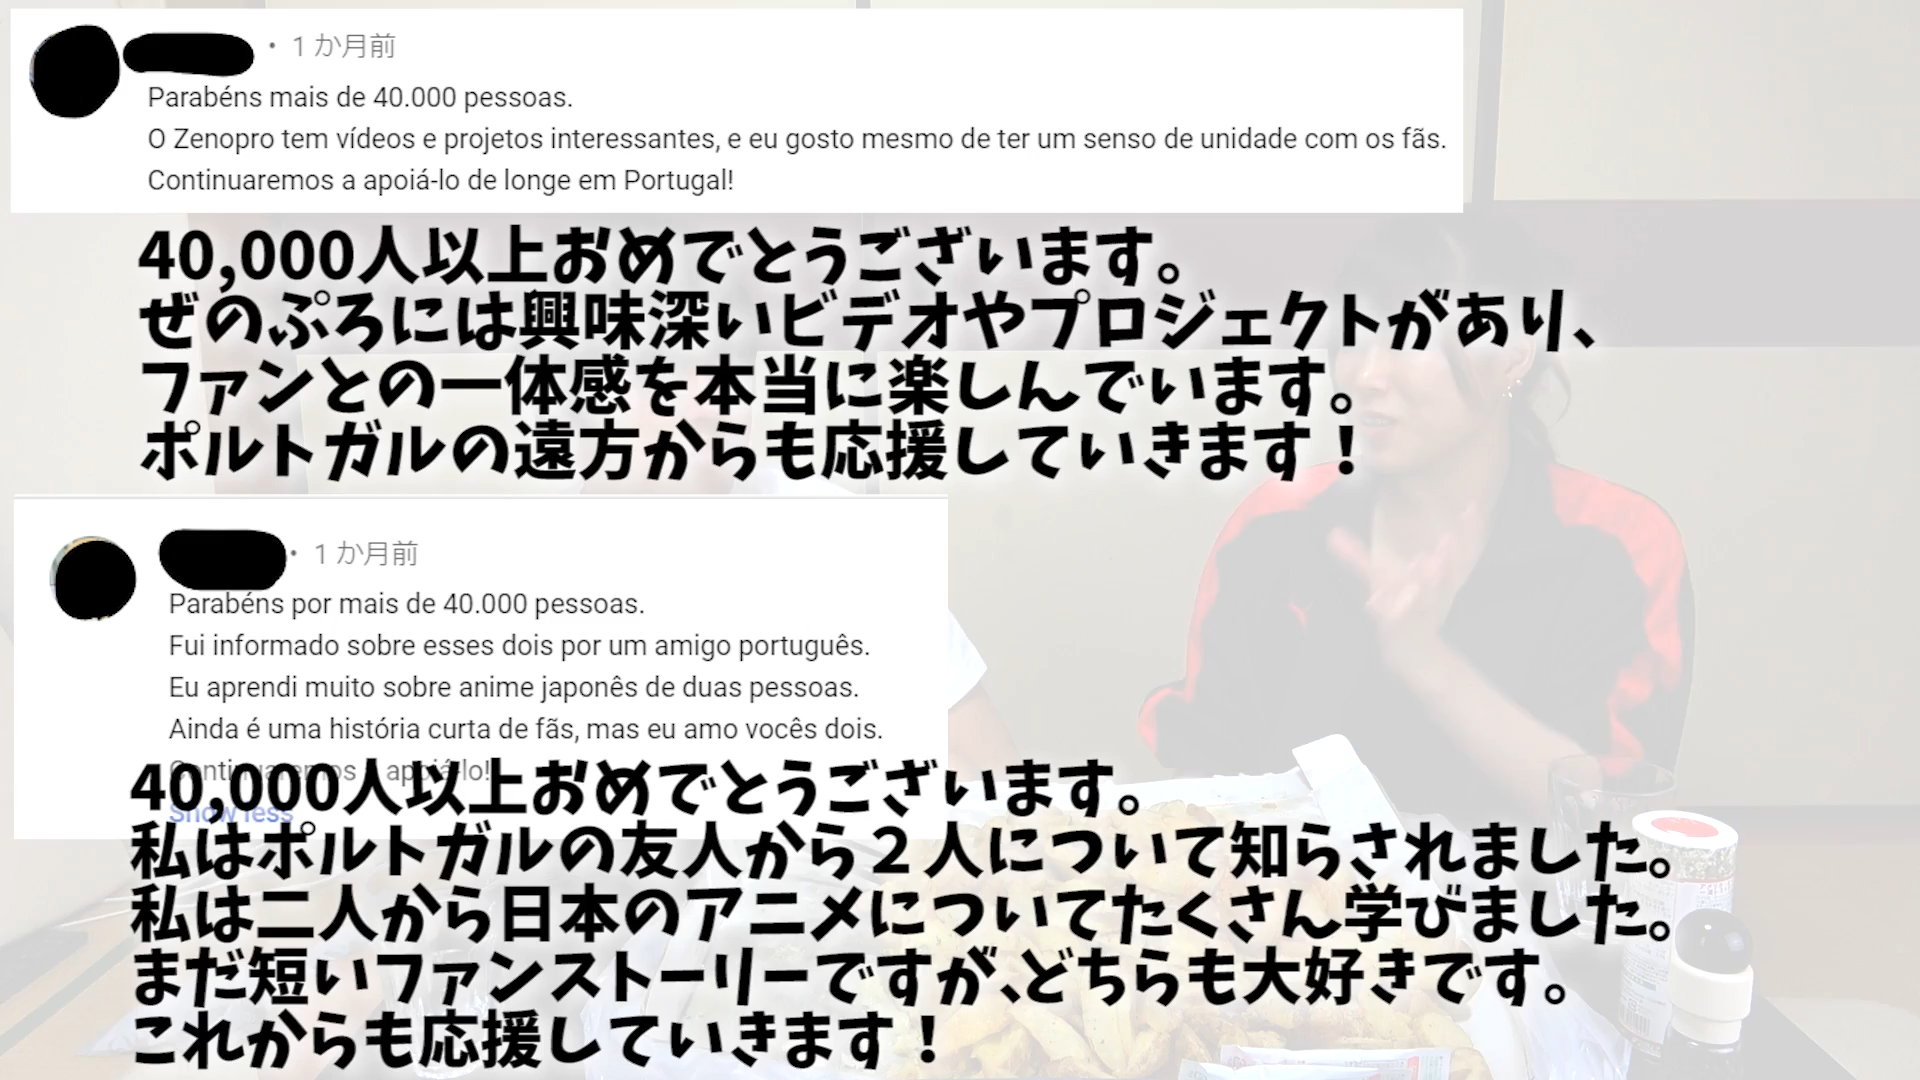 • 1 か月前
Parabéns mais de 40.000 pessoas.
O Zenopro tem vídeos e projetos interessantes, e eu gosto mesmo de ter um senso de unidade com os fãs.
Continuaremos a apoiá-lo de longe em Portugal!
40,000人以上おめでとうございます。
ぜのぷろには興味深いビデオやプロジェクトがあり、
ファンとの一体感を本当に楽しんでいます。
ポルトガルの遠方からも応援していきます！
• 1 か月前
Parabéns por mais de 40.000 pessoas.
Fui informado sobre esses dois por um amigo português.
Eu aprendi muito sobre anime japonês de duas pessoas.
Ainda é uma história curta de fãs, mas eu amo vocês dois.
Continuaremos a apoiá-lo!
Show less
40,000人以上おめでとうございます。
私はポルトガルの友人から２人について知らされました。
私は二人から日本のアニメについてたくさん学びました。
まだ短いファンストーリーですが、どちらも大好きです。
これからも応援していきます！